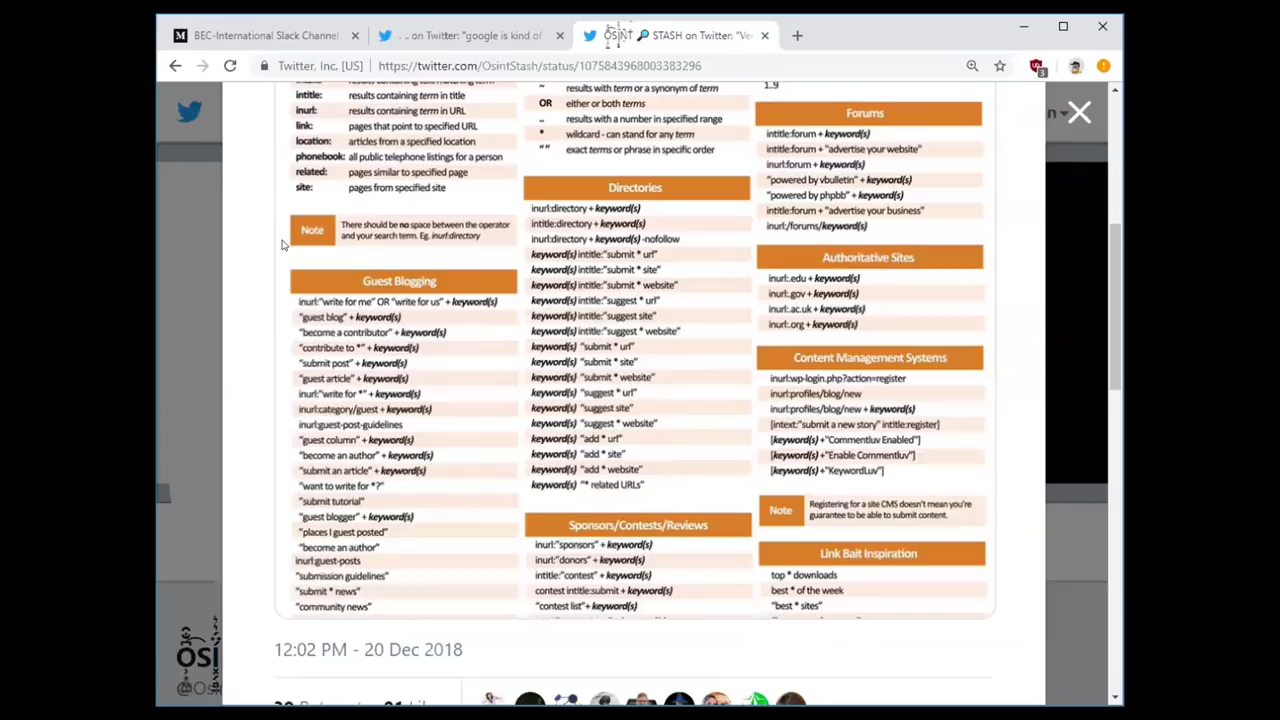 BEC-International Slack Channel
. .. on Twitter: "google is kind of
OSINT 🔎 STASH on Twitter: "Ve
Twitter, Inc. [US]
https://twitter.com/OsintStash/status/1075843968003383296
3
intitle: results containing term in title
inurl: results containing term in URL
link: pages that point to specified URL
location: articles from a specified location
phonebook: all public telephone listings for a person
related: pages similar to specified page
site: pages from specified site
Note
There should be no space between the operator
and your search term. Eg. inurl:directory
Guest Blogging
inurl:"write for me" OR "write for us" + keyword(s)
"guest blog" + keyword(s)
"become a contributor" + keyword(s)
"contribute to *" + keyword(s)
"submit post" + keyword(s)
"guest article" + keyword(s)
inurl:"write for *" + keyword(s)
inurl:category/guest + keyword(s)
inurl:guest-post-guidelines
"guest column" + keyword(s)
"become an author" + keyword(s)
"submit an article" + keyword(s)
"want to write for *?"
"submit tutorial"
"guest blogger" + keyword(s)
"places I guest posted"
"become an author"
inurl:guest-posts
"submission guidelines"
"submit * news"
"community news"
~ results with term or a synonym of term
OR either or both terms
.. results with a number in specified range
* wildcard - can stand for any term
" " exact terms or phrase in specific order
Directories
inurl:directory + keyword(s)
intitle:directory + keyword(s)
inurl:directory + keyword(s) -nofollow
keyword(s) intitle:"submit * url"
keyword(s) intitle:"submit * site"
keyword(s) intitle:"submit * website"
keyword(s) intitle:"suggest * url"
keyword(s) intitle:"suggest site"
keyword(s) intitle:"suggest * website"
keyword(s) "submit * url"
keyword(s) "submit * site"
keyword(s) "submit * website"
keyword(s) "suggest * url"
keyword(s) "suggest site"
keyword(s) "suggest * website"
keyword(s) "add * url"
keyword(s) "add * site"
keyword(s) "add * website"
keyword(s) "* related URLs"
Sponsors/Contests/Reviews
inurl:"sponsors" + keyword(s)
inurl:"donors" + keyword(s)
intitle:"contest" + keyword(s)
contest intitle:submit + keyword(s)
"contest list"+ keyword(s)
1.9
Forums
intitle:forum + keyword(s)
intitle:forum + "advertise your website"
inurl:forum + keyword(s)
"powered by vbulletin" + keyword(s)
"powered by phpbb" + keyword(s)
intitle:forum + "advertise your business"
inurl:/forums/keyword(s)
Authoritative Sites
inurl:.edu + keyword(s)
inurl:.gov + keyword(s)
inurl:.ac.uk + keyword(s)
inurl:.org + keyword(s)
Content Management Systems
inurl:wp-login.php?action=register
inurl:profiles/blog/new
inurl:profiles/blog/new + keyword(s)
[intext:"submit a new story" intitle:register]
[keyword(s) +"Commentluv Enabled"]
[keyword(s) +"Enable Commentluv"]
[keyword(s) +"KeywordLuv"]
Note
Registering for a site CMS doesn't mean you're
guarantee to be able to submit content.
Link Bait Inspiration
top * downloads
best * of the week
"best * sites"
12:02 PM - 20 Dec 2018